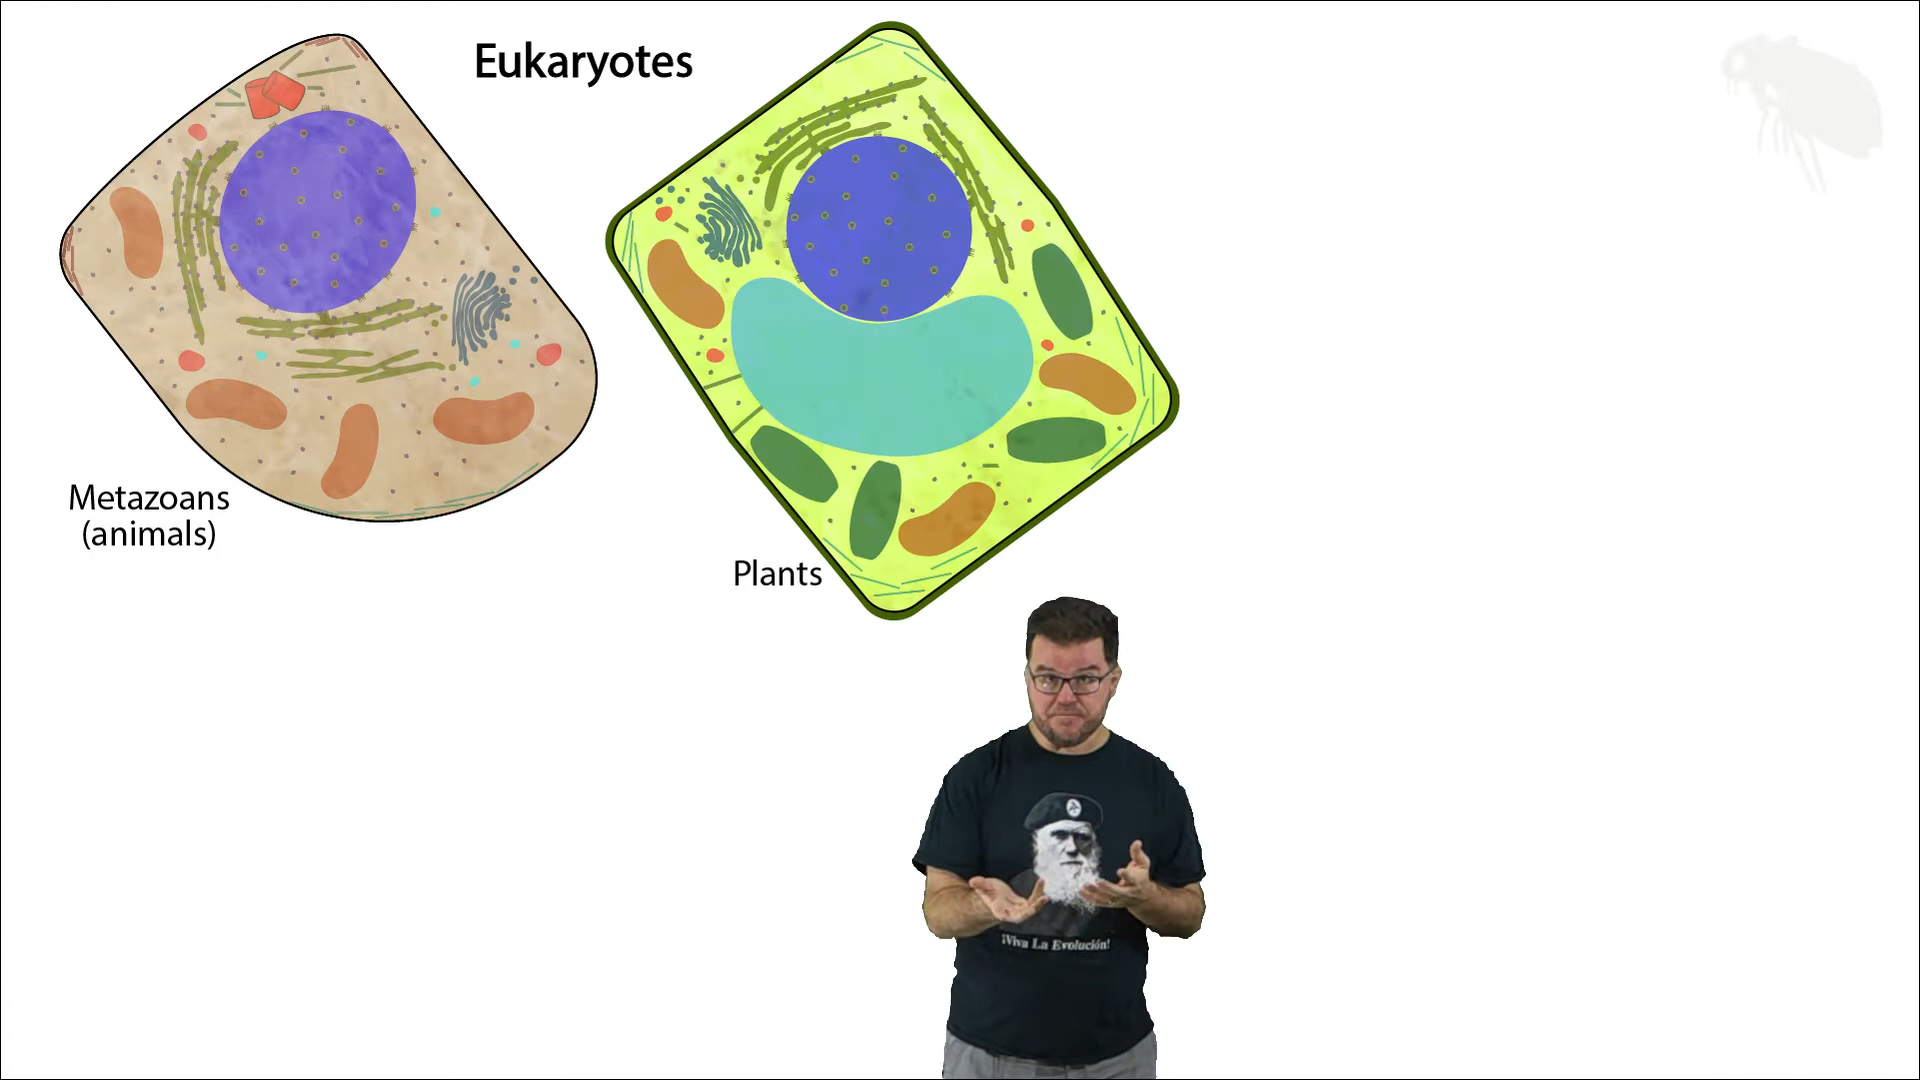 Eukaryotes
Metazoans
(animals)
Plants
¡Viva La Evolución!